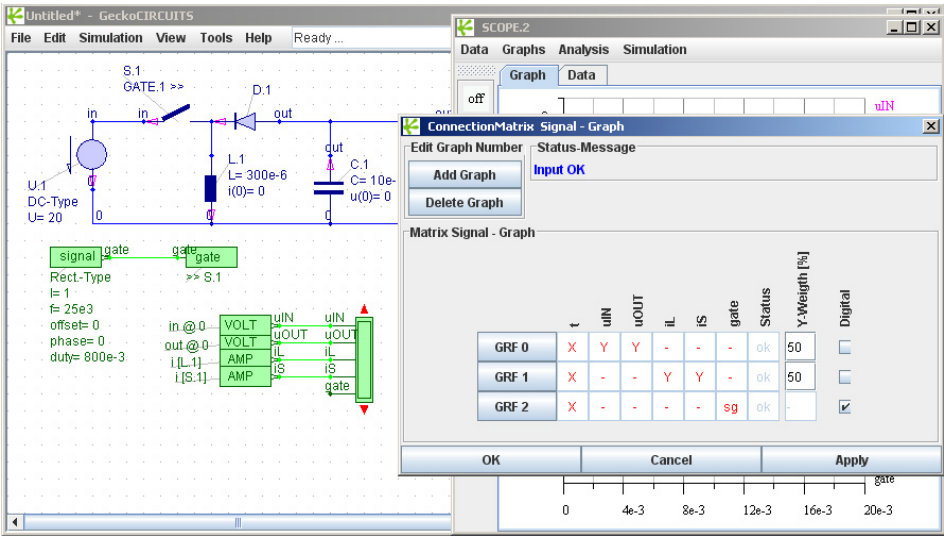 Untitled* - GeckoCIRCUITS
File Edit Simulation View Tools Help Ready ...
S.1
GATE.1 >>
D.1
in
in
out
out
out
L.1
L= 300e-6
i(0)= 0
C.1
C= 10e-
u(0)= 0
U.1
DC-Type
U= 20
0
0
0
0
signal
gate
gate
gate
Rect.-Type
>> S.1
I= 1
f= 25e3
offset= 0
phase= 0
duty= 800e-3
in @ 0 VOLT uIN uIN
out @ 0 VOLT uOUT uOUT
i.[L.1] AMP iL iL
i.[S.1] AMP iS iS
gate
SCOPE.2
Data Graphs Analysis Simulation
Graph Data
off
uIN
ConnectionMatrix Signal - Graph
Edit Graph Number
Add Graph
Delete Graph
Status-Message
Input OK
Matrix Signal - Graph
t uIN uOUT iL iS gate Status Y-Weigth [%] Digital
GRF 0 X Y Y - - - ok 50
GRF 1 X - - Y Y - ok 50
GRF 2 X - - - - sg ok -
OK Cancel Apply
gate
0 4e-3 8e-3 12e-3 16e-3 20e-3